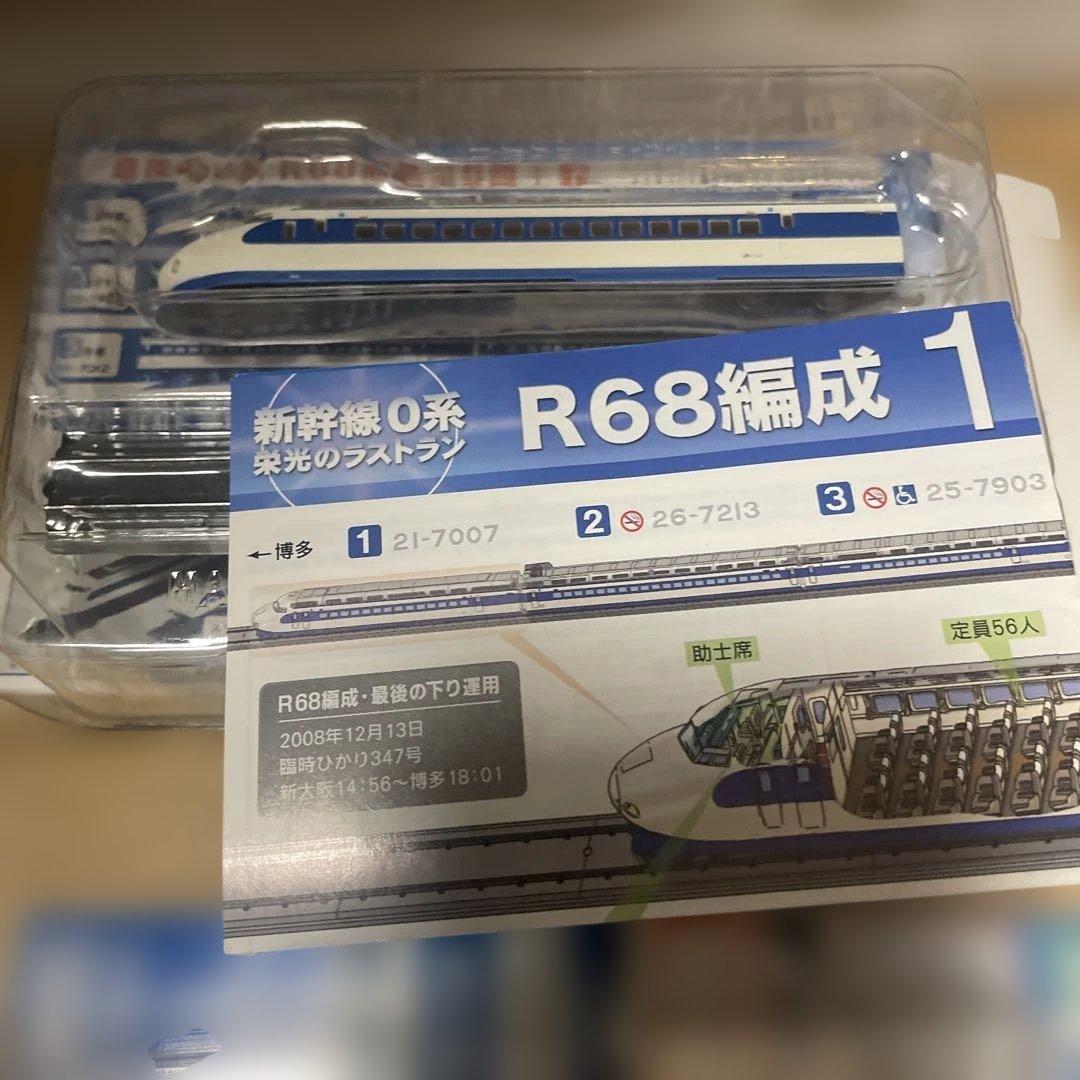 新幹線0系
栄光のラストラン
R68編成
1
←博多
1 21-7007
2 26-7213
3 25-7903
助士席
定員56人
R68編成・最後の下り運用
2008年12月13日
臨時ひかり347号
新大阪14:56〜博多18:01